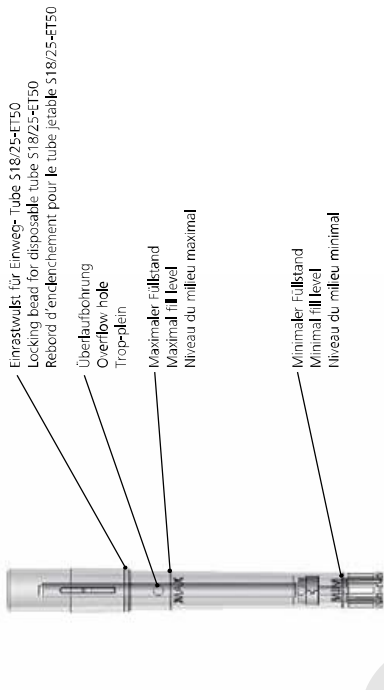 Einrastwulst für Einweg- Tube S18/25-ET50
Locking bead for disposable tube S18/25-ET50
Rebord d'enclenchement pour le tube jetable S18/25-ET50
Überlaufbohrung
Overflow hole
Trop-plein
Maximaler Füllstand
Maximal fill level
Niveau du milieu maximal
MAX
Minimaler Füllstand
Minimal fill level
Niveau du milieu minimal
MIN